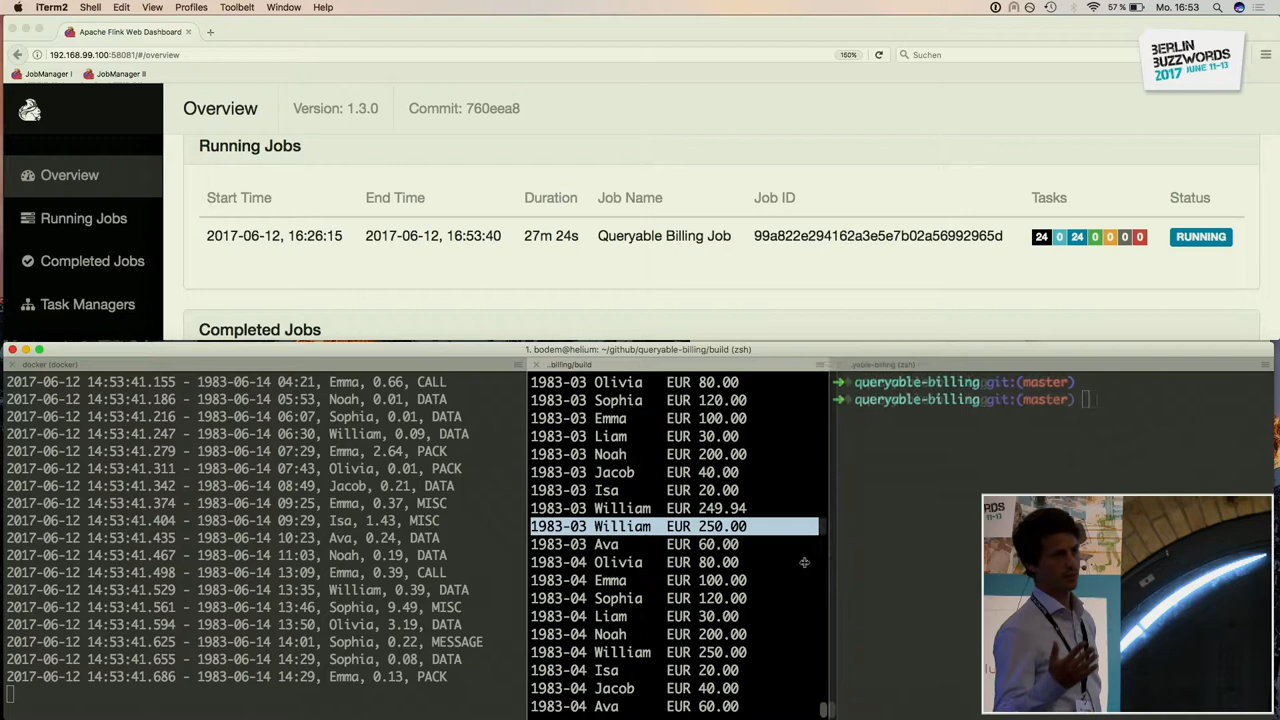 iTerm2 Shell Edit View Profiles Toolbelt Window Help 57 % Mo. 16:53
Apache Flink Web Dashboard
192.168.99.100:58081/#/overview 150% Suchen
JobManager I JobManager II
BERLIN
BUZZWORDS
2017 JUNE 11-13
Overview Version: 1.3.0 Commit: 760eea8
Overview
Running Jobs
Completed Jobs
Task Managers
Running Jobs
Start Time End Time Duration Job Name Job ID Tasks Status
2017-06-12, 16:26:15 2017-06-12, 16:53:40 27m 24s Queryable Billing Job 99a822e294162a3e5e7b02a56992965d 24 0 24 0 0 0 0 0 RUNNING
Completed Jobs
1. bodem@helium: ~/github/queryable-billing/build (zsh)
docker (docker)
2017-06-12 14:53:41.155 - 1983-06-14 04:21, Emma, 0.66, CALL
2017-06-12 14:53:41.186 - 1983-06-14 05:53, Noah, 0.01, DATA
2017-06-12 14:53:41.216 - 1983-06-14 06:07, Sophia, 0.01, DATA
2017-06-12 14:53:41.247 - 1983-06-14 06:30, William, 0.09, DATA
2017-06-12 14:53:41.279 - 1983-06-14 07:29, Emma, 2.64, PACK
2017-06-12 14:53:41.311 - 1983-06-14 07:43, Olivia, 0.01, PACK
2017-06-12 14:53:41.342 - 1983-06-14 08:49, Jacob, 0.21, DATA
2017-06-12 14:53:41.374 - 1983-06-14 09:25, Emma, 0.37, MISC
2017-06-12 14:53:41.404 - 1983-06-14 09:29, Isa, 1.43, MISC
2017-06-12 14:53:41.435 - 1983-06-14 10:23, Ava, 0.24, DATA
2017-06-12 14:53:41.467 - 1983-06-14 11:03, Noah, 0.19, DATA
2017-06-12 14:53:41.498 - 1983-06-14 13:09, Emma, 0.39, CALL
2017-06-12 14:53:41.529 - 1983-06-14 13:46, William, 0.39, DATA
2017-06-12 14:53:41.561 - 1983-06-14 13:46, Sophia, 9.49, MISC
2017-06-12 14:53:41.594 - 1983-06-14 13:50, Olivia, 3.19, DATA
2017-06-12 14:53:41.625 - 1983-06-14 14:01, Sophia, 0.22, MESSAGE
2017-06-12 14:53:41.655 - 1983-06-14 14:29, Sophia, 0.08, DATA
2017-06-12 14:53:41.686 - 1983-06-14 14:29, Emma, 0.13, PACK
..billing/build
1983-03 Olivia EUR 80.00
1983-03 Sophia EUR 120.00
1983-03 Emma EUR 100.00
1983-03 Liam EUR 30.00
1983-03 Noah EUR 200.00
1983-03 Jacob EUR 40.00
1983-03 Isa EUR 20.00
1983-03 William EUR 249.94
1983-03 William EUR 250.00
1983-03 Ava EUR 60.00
1983-04 Olivia EUR 80.00
1983-04 Emma EUR 100.00
1983-04 Sophia EUR 120.00
1983-04 Liam EUR 30.00
1983-04 Noah EUR 200.00
1983-04 William EUR 250.00
1983-04 Isa EUR 20.00
1983-04 Jacob EUR 40.00
1983-04 Ava EUR 60.00
queryable-billing git:(master)
queryable-billing git:(master)